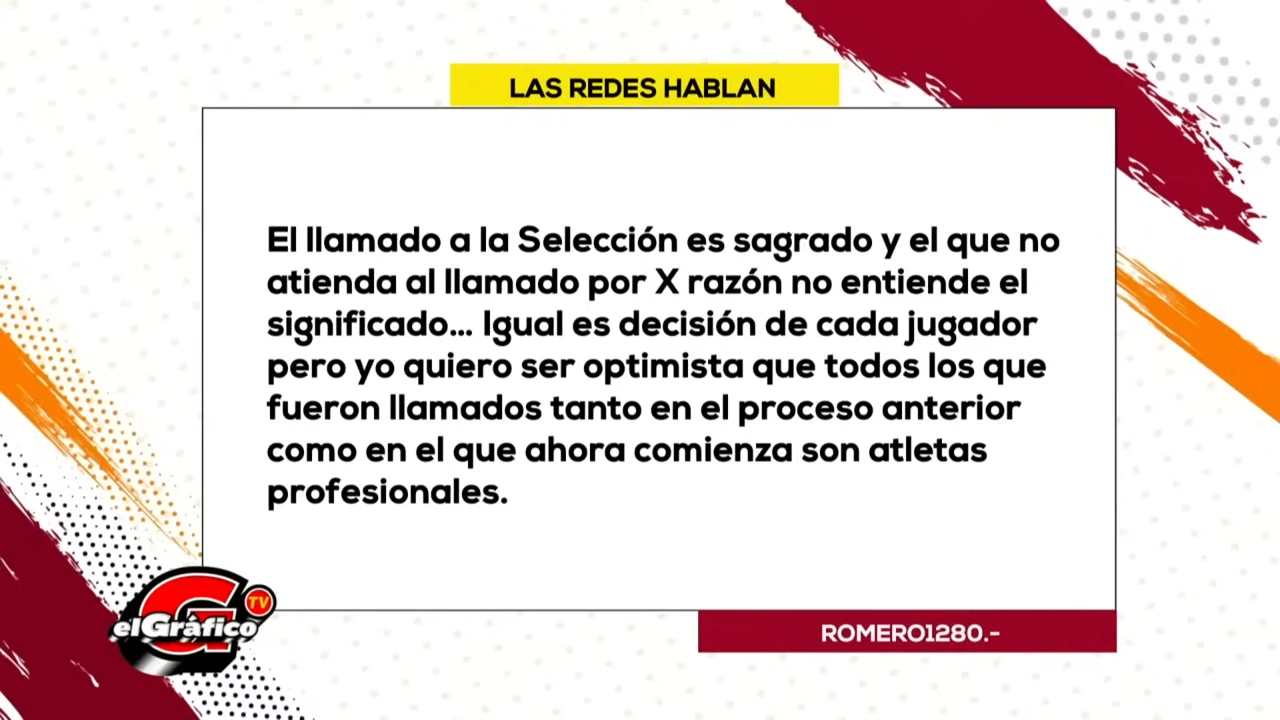 LAS REDES HABLAN
El llamado a la Selección es sagrado y el que no
atienda al llamado por X razón no entiende el
significado... Igual es decisión de cada jugador
pero yo quiero ser optimista que todos los que
fueron llamados tanto en el proceso anterior
como en el que ahora comienza son atletas
profesionales.
G TV
elGráfico
ROMERO1280.-